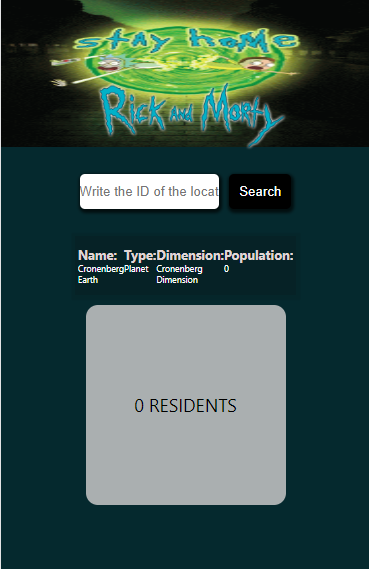 stay home
Rick and Morty
Write the ID of the locat
Search
Name: Type: Dimension: Population:
Cronenberg Planet Cronenberg 0
Earth Dimension
0 RESIDENTS